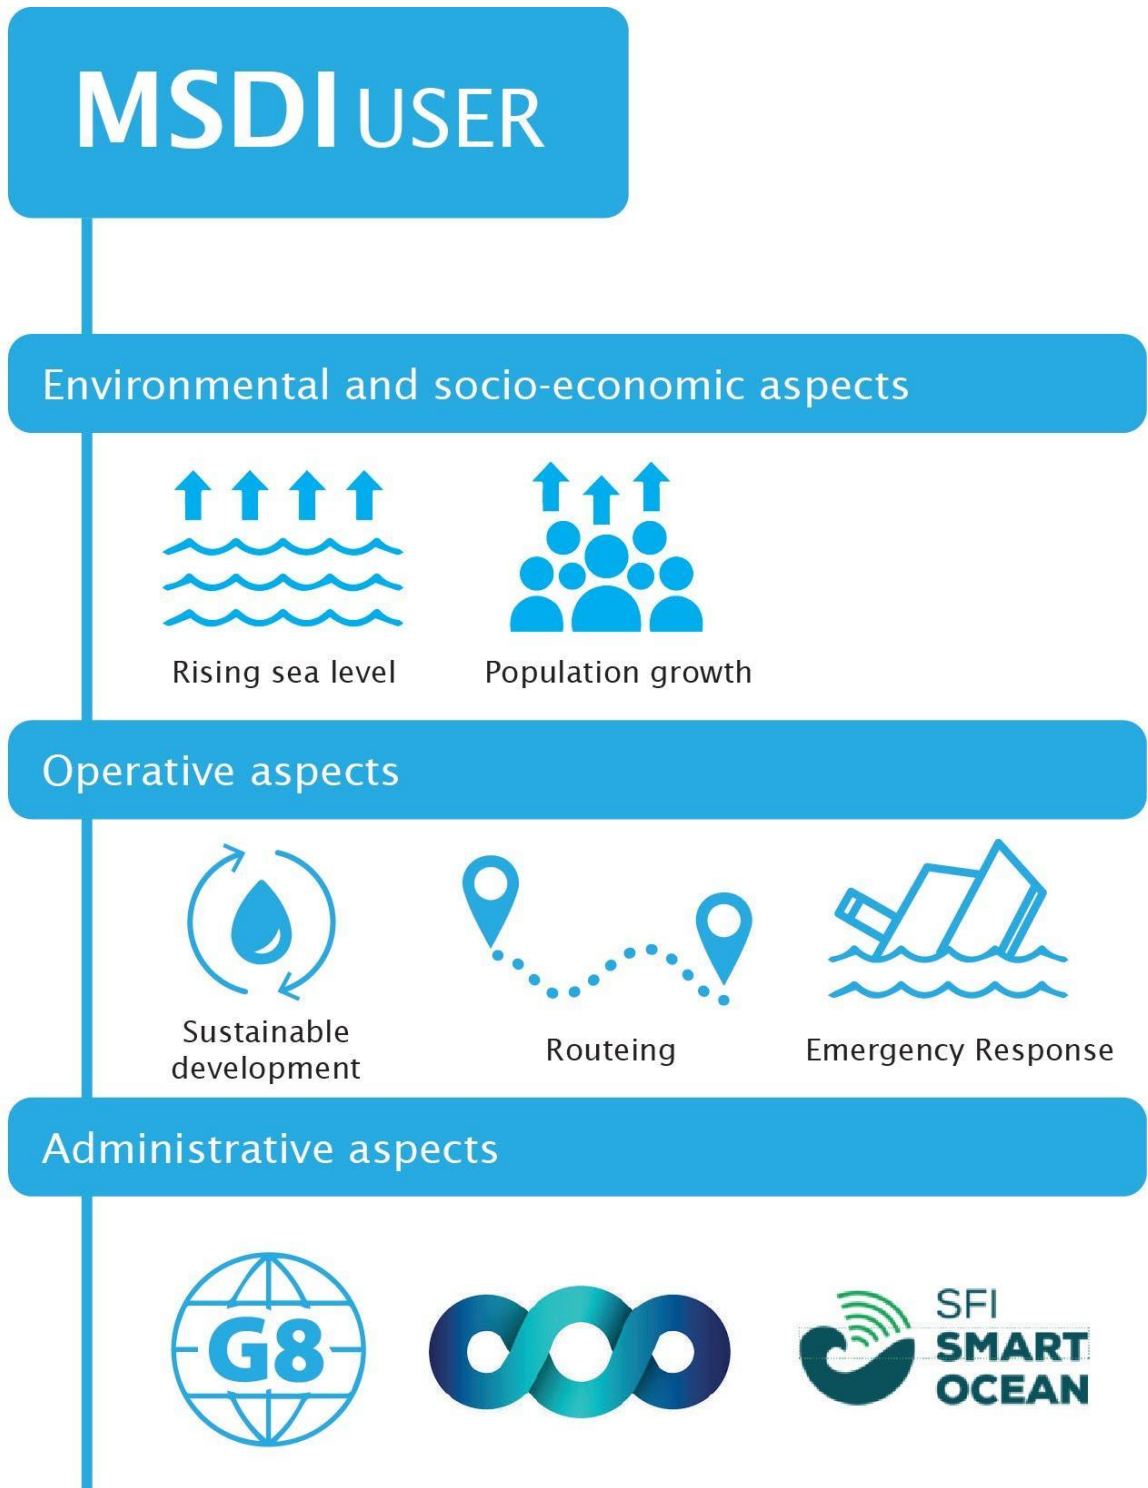 MSDI USER
Environmental and socio-economic aspects
Rising sea level
Population growth
Operative aspects
Sustainable
development
Routeing
Emergency Response
Administrative aspects
G8
SFI
SMART
OCEAN